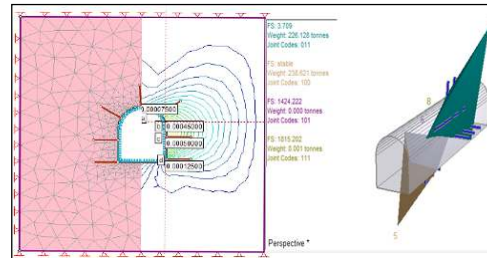 FS: 3.709
Weight: 226.128 tonnes
Joint Codes: 011
FS: stable
Weight: 238.621 tonnes
Joint Codes: 100
FS: 1424.222
Weight: 0.000 tonnes
Joint Codes: 101
FS: 1815.202
Weight: 0.001 tonnes
Joint Codes: 111
0.00007500
0.00045000
0.00050000
0.00012500
8
5
Perspective *